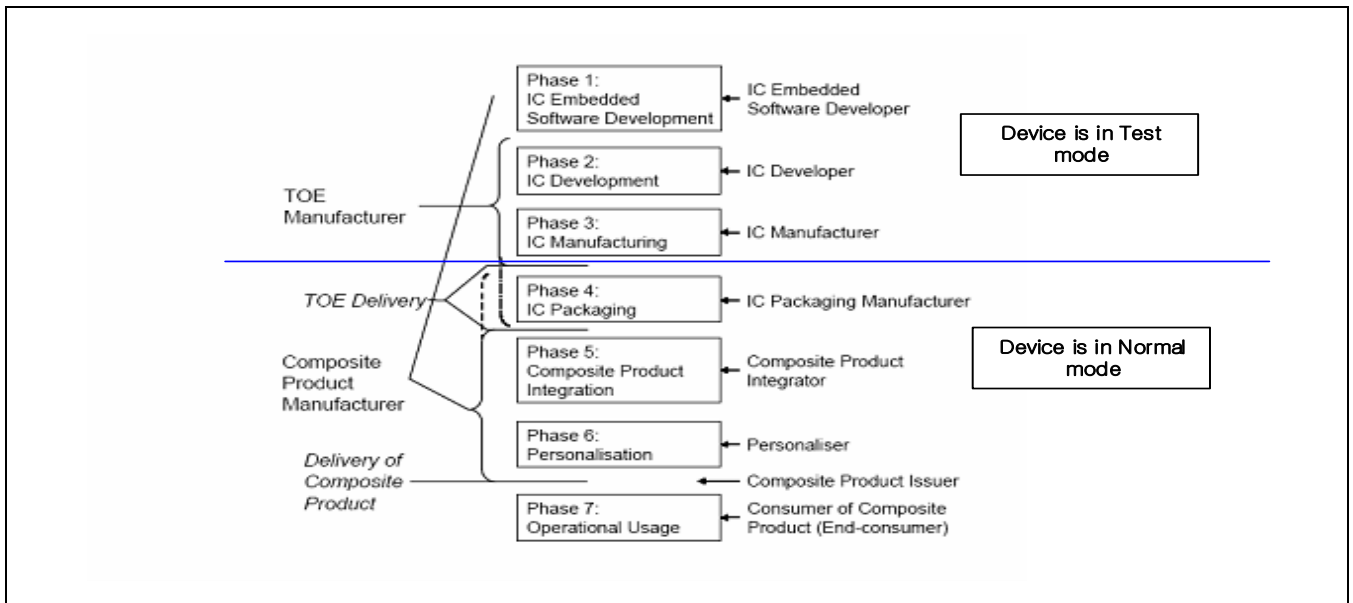 Phase 1:
IC Embedded
Software Development
IC Embedded
Software Developer
Device is in Test
mode
Phase 2:
IC Development
IC Developer
TOE
Manufacturer
Phase 3:
IC Manufacturing
IC Manufacturer
TOE Delivery
Phase 4:
IC Packaging
IC Packaging Manufacturer
Device is in Normal
mode
Composite
Product
Manufacturer
Phase 5:
Composite Product
Integration
Composite Product
Integrator
Phase 6:
Personalisation
Personaliser
Delivery of
Composite
Product
Composite Product Issuer
Phase 7:
Operational Usage
Consumer of Composite
Product (End-consumer)